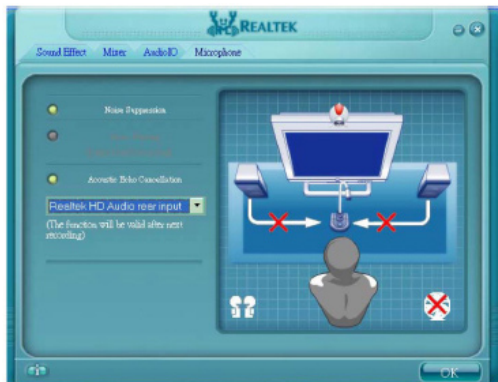 REALTEK
Sound Effect Mixer AudioIO Microphone
Noise Suppression
Acoustic Echo Cancellation
Realtek HD Audio rear input
(The function will be valid after next
recording)
OK